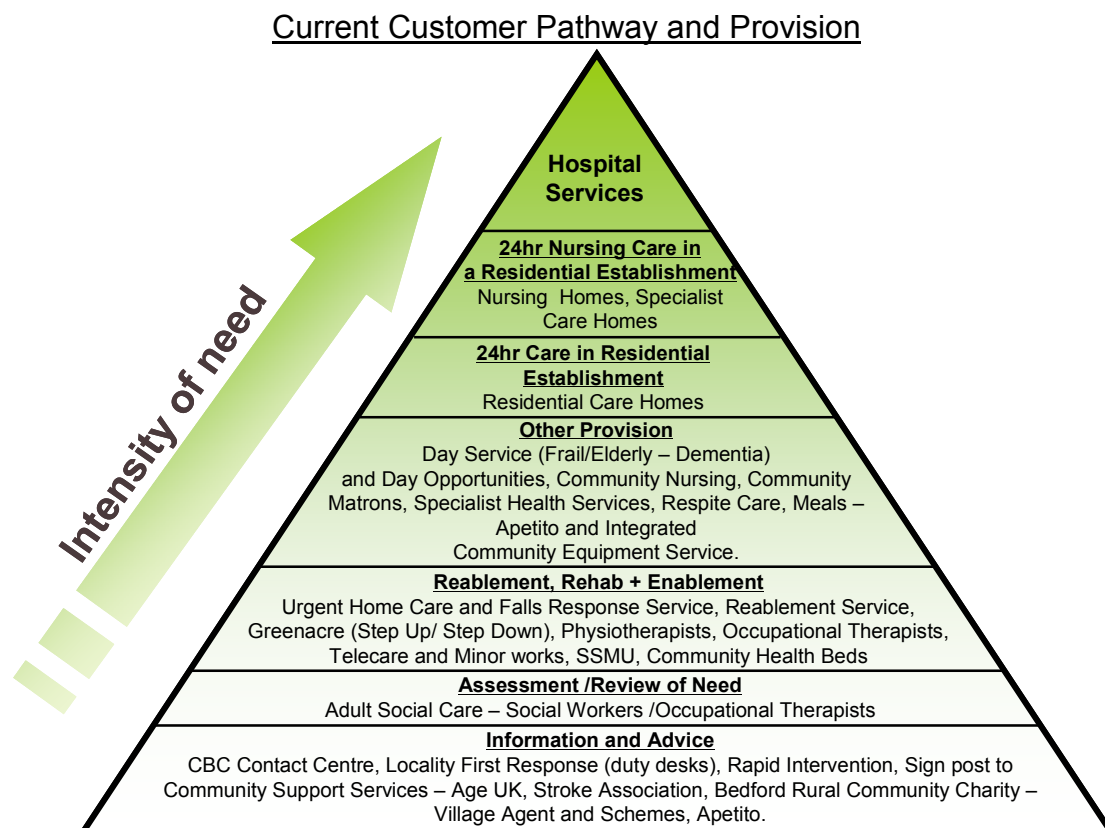 Current Customer Pathway and Provision
Intensity of need
Hospital
Services
24hr Nursing Care in
a Residential Establishment
Nursing Homes, Specialist
Care Homes
24hr Care in Residential
Establishment
Residential Care Homes
Other Provision
Day Service (Frail/Elderly – Dementia)
and Day Opportunities, Community Nursing, Community
Matrons, Specialist Health Services, Respite Care, Meals –
Apetito and Integrated
Community Equipment Service.
Reablement, Rehab + Enablement
Urgent Home Care and Falls Response Service, Reablement Service,
Greenacre (Step Up/ Step Down), Physiotherapists, Occupational Therapists,
Telecare and Minor works, SSMU, Community Health Beds
Assessment /Review of Need
Adult Social Care – Social Workers /Occupational Therapists
Information and Advice
CBC Contact Centre, Locality First Response (duty desks), Rapid Intervention, Sign post to
Community Support Services – Age UK, Stroke Association, Bedford Rural Community Charity –
Village Agent and Schemes, Apetito.